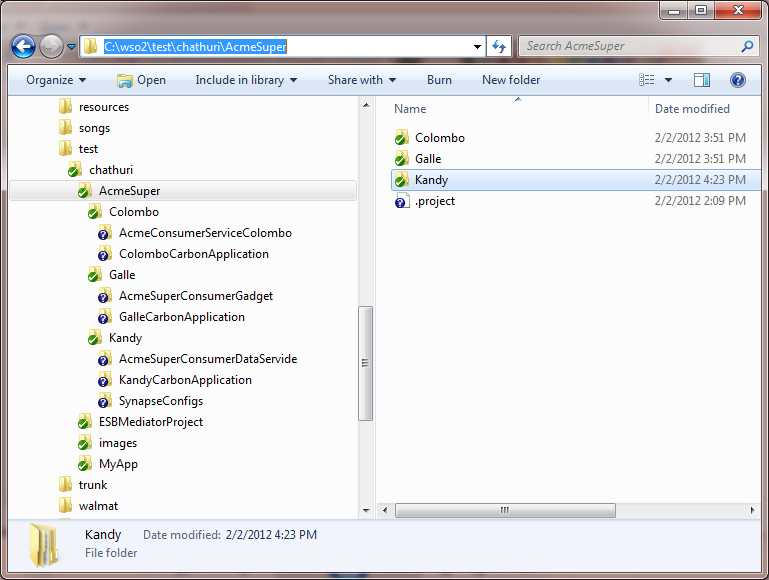 C:\wso2\test\chathuri\AcmeSuper
Search AcmeSuper
Organize Open Include in library Share with Burn New folder
resources
songs
test
chathuri
AcmeSuper
Colombo
AcmeConsumerServiceColombo
ColomboCarbonApplication
Galle
AcmeSuperConsumerGadget
GalleCarbonApplication
Kandy
AcmeSuperConsumerDataServide
KandyCarbonApplication
SynapseConfigs
ESBMediatorProject
images
MyApp
trunk
walmat
Name Date modified
Colombo 2/2/2012 3:51 PM
Galle 2/2/2012 3:51 PM
Kandy 2/2/2012 4:23 PM
.project 2/2/2012 2:09 PM
Kandy Date modified: 2/2/2012 4:23 PM
File folder